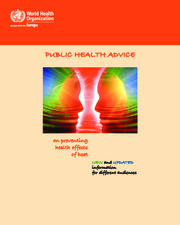 World Health
Organization
Europe
PUBLIC HEALTH ADVICE
on preventing
health effects
of heat
NEW and UPDATED
information
for different audiences